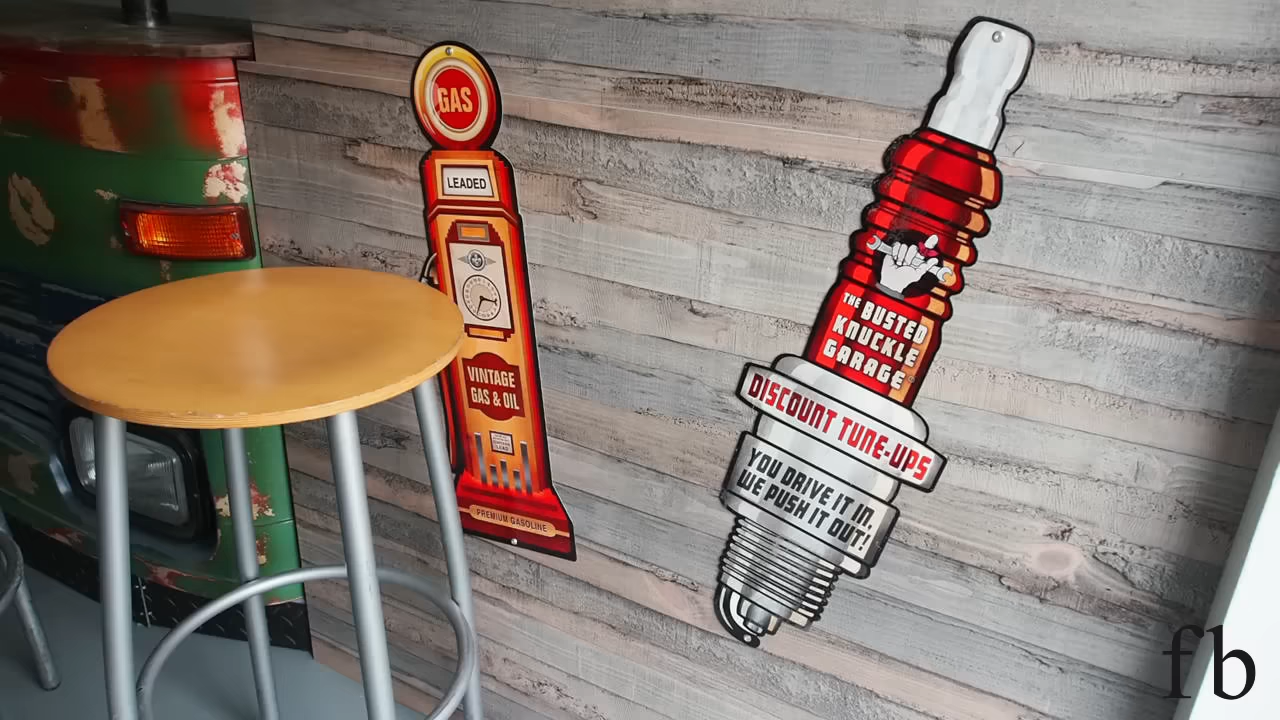 GAS
LEADED
VINTAGE
GAS & OIL
PREMIUM GASOLINE
THE BUSTED
KNUCKLE
GARAGE
DISCOUNT TUNE-UPS
YOU DRIVE IT IN,
WE PUSH IT OUT!
fb